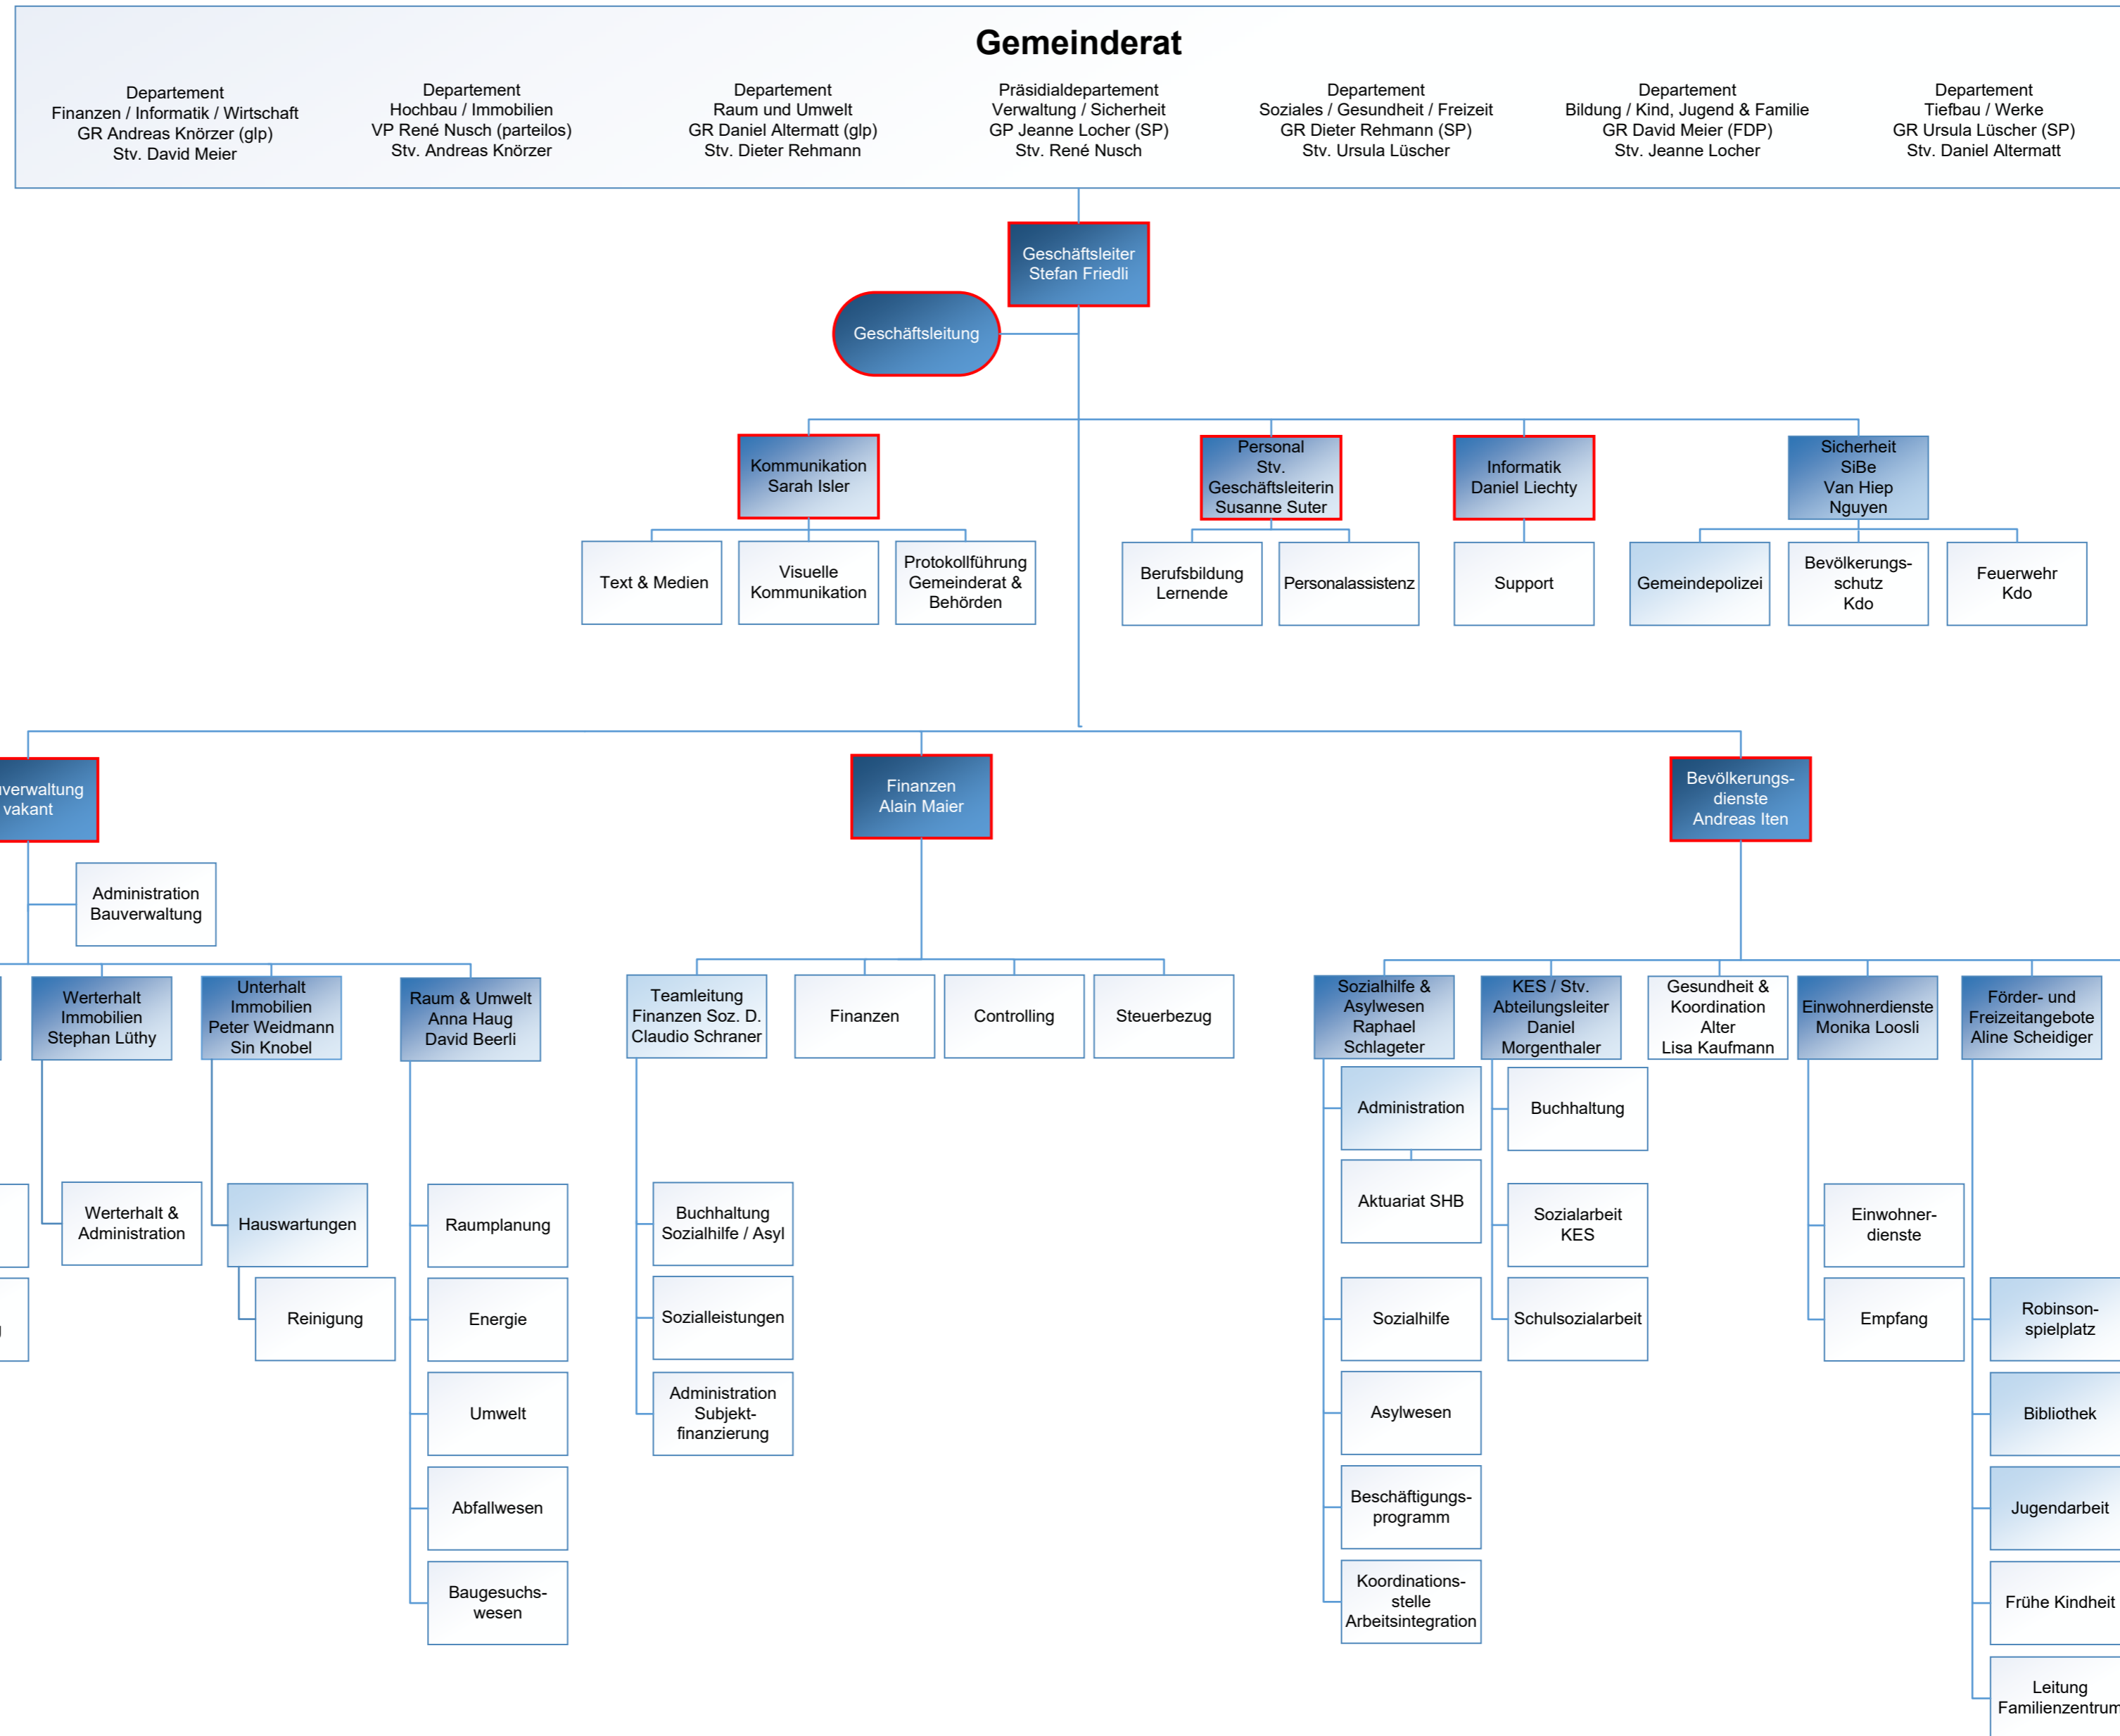 Gemeinderat
Departement
Finanzen / Informatik / Wirtschaft
GR Andreas Knörzer (glp)
Stv. David Meier
Departement
Hochbau / Immobilien
VP René Nusch (parteilos)
Stv. Andreas Knörzer
Departement
Raum und Umwelt
GR Daniel Altermatt (glp)
Stv. Dieter Rehmann
Präsidialdepartement
Verwaltung / Sicherheit
GP Jeanne Locher (SP)
Stv. René Nusch
Departement
Soziales / Gesundheit / Freizeit
GR Dieter Rehmann (SP)
Stv. Ursula Lüscher
Departement
Bildung / Kind, Jugend & Familie
GR David Meier (FDP)
Stv. Jeanne Locher
Departement
Tiefbau / Werke
GR Ursula Lüscher (SP)
Stv. Daniel Altermatt
Geschäftsleiter
Stefan Friedli
Geschäftsleitung
Kommunikation
Sarah Isler
Personal
Stv.
Geschäftsleiterin
Susanne Suter
Informatik
Daniel Liechty
Sicherheit
SiBe
Van Hiep
Nguyen
Text & Medien
Visuelle
Kommunikation
Protokollführung
Gemeinderat &
Behörden
Berufsbildung
Lernende
Personalassistenz
Support
Gemeindepolizei
Bevölkerungs-
schutz
Kdo
Feuerwehr
Kdo
verwaltung
vakant
Finanzen
Alain Maier
Bevölkerungs-
dienste
Andreas Iten
Administration
Bauverwaltung
Werterhalt
Immobilien
Stephan Lüthy
Unterhalt
Immobilien
Peter Weidmann
Sin Knobel
Raum & Umwelt
Anna Haug
David Beerli
Teamleitung
Finanzen Soz. D.
Claudio Schraner
Finanzen
Controlling
Steuerbezug
Sozialhilfe &
Asylwesen
Raphael
Schlageter
KES / Stv.
Abteilungsleiter
Daniel
Morgenthaler
Gesundheit &
Koordination
Alter
Lisa Kaufmann
Einwohnerdienste
Monika Loosli
Förder- und
Freizeitangebote
Aline Scheidiger
Werterhalt &
Administration
Hauswartungen
Reinigung
Raumplanung
Energie
Umwelt
Abfallwesen
Baugesuchs-
wesen
Buchhaltung
Sozialhilfe / Asyl
Sozialleistungen
Administration
Subjekt-
finanzierung
Administration
Aktuariat SHB
Sozialhilfe
Asylwesen
Beschäftigungs-
programm
Koordinations-
stelle
Arbeitsintegration
Buchhaltung
Sozialarbeit
KES
Schulsozialarbeit
Einwohner-
dienste
Empfang
Robinson-
spielplatz
Bibliothek
Jugendarbeit
Frühe Kindheit
Leitung
Familienzentrum